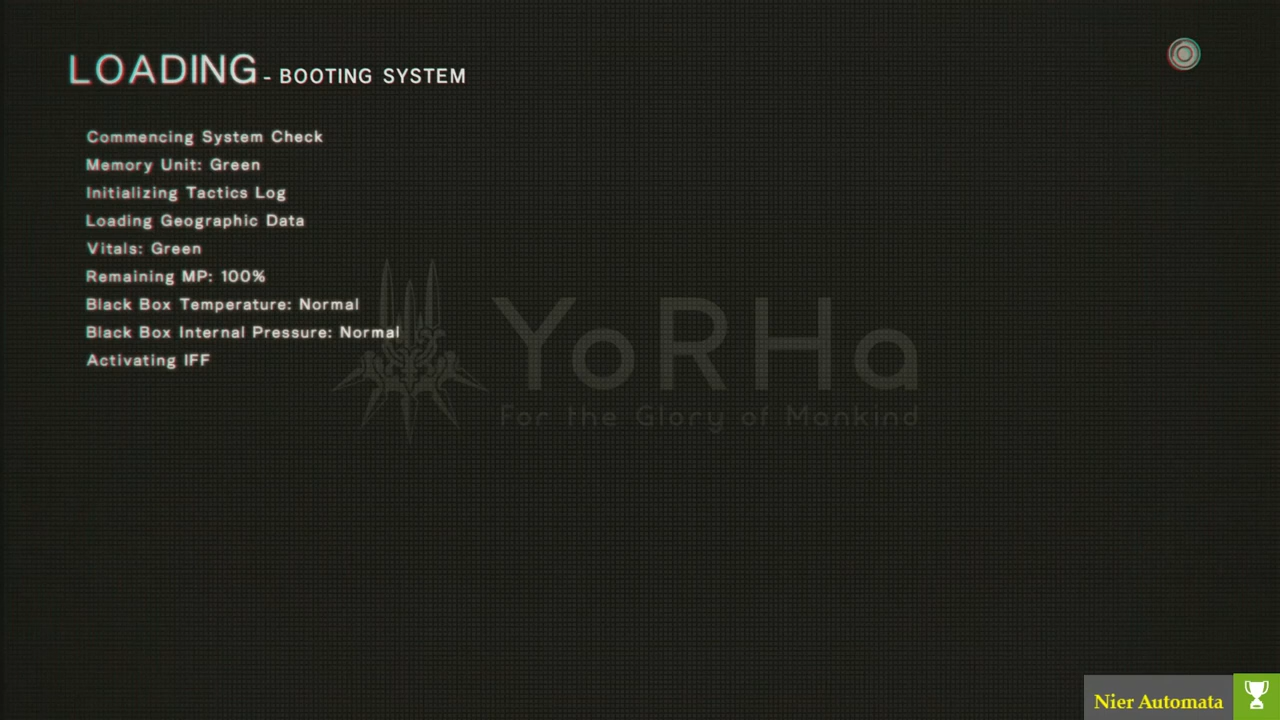 LOADING - BOOTING SYSTEM
Commencing System Check
Memory Unit: Green
Initializing Tactics Log
Loading Geographic Data
Vitals: Green
Remaining MP: 100%
Black Box Temperature: Normal
Black Box Internal Pressure: Normal
Activating IFF
YoRHa
For the Glory of Mankind
Nier Automata